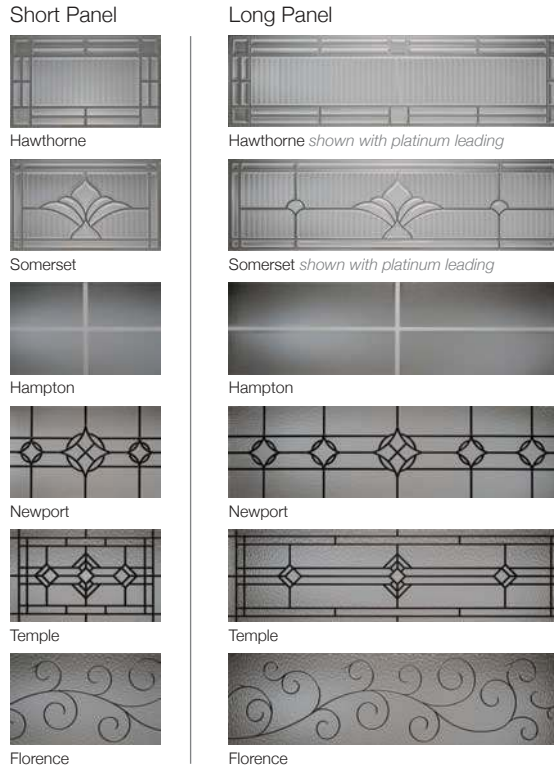 Short Panel
Hawthorne
Somerset
Hampton
Newport
Temple
Florence
Long Panel
Hawthorne shown with platinum leading
Somerset shown with platinum leading
Hampton
Newport
Temple
Florence